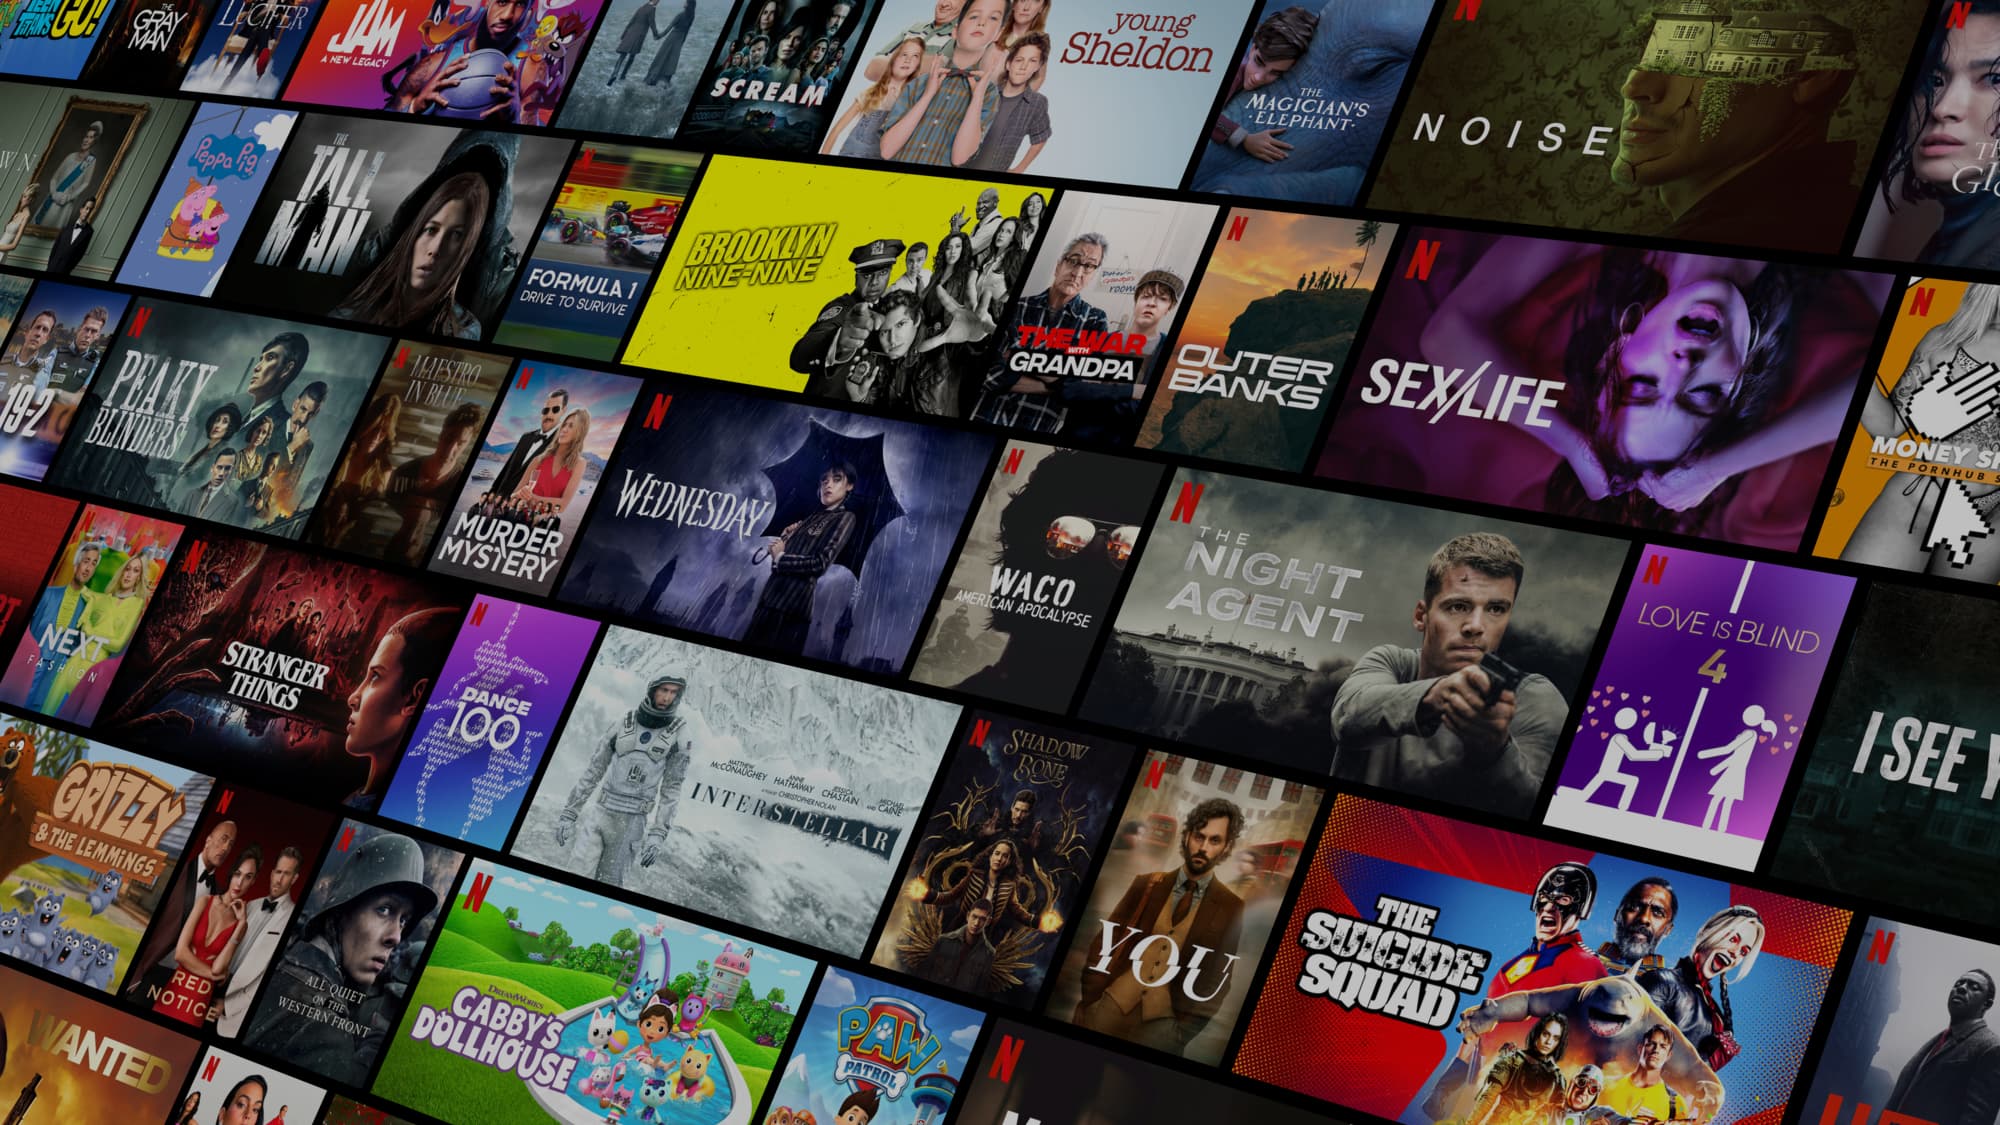 TEEN
TITANS GO!
THE
GRAY
MAN
LUCIFER
JAM
A NEW LEGACY
SCREAM
young
Sheldon
THE
MAGICIAN'S
ELEPHANT
NOISE
Peppa Pig
THE
TALL
MAN
FORMULA 1
DRIVE TO SURVIVE
BROOKLYN
NINE-NINE
THE WAR
WITH
GRANDPA
OUTER
BANKS
SEX/LIFE
MONEY
THE PORNHUB
19-2
PEAKY
BLINDERS
MAESTRO
IN BLUE
MURDER
MYSTERY
WEDNESDAY
WACO
AMERICAN APOCALYPSE
THE
NIGHT
AGENT
LOVE IS BLIND
4
I SEE
NEXT
FASHION
STRANGER
THINGS
DANCE
100
MATTHEW McCONAUGHEY ANNE HATHAWAY JESSICA CHASTAIN AND MICHAEL CAINE
A FILM BY CHRISTOPHER NOLAN
INTERSTELLAR
SHADOW
AND
BONE
YOU
THE
SUICIDE
SQUAD
GRIZZY
& THE LEMMINGS
RED
NOTICE
ALL QUIET
ON THE
WESTERN FRONT
DREAMWORKS
GABBY'S
DOLLHOUSE
PAW
PATROL
WANTED